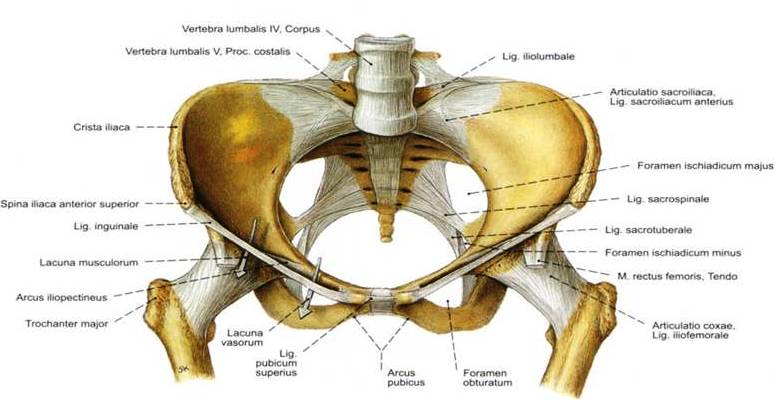 Vertebra lumbalis IV, Corpus
Vertebra lumbalis V, Proc. costalis
Crista iliaca
Spina iliaca anterior superior
Lig. inguinale
Lacuna musculorum
Arcus iliopectineus
Trochanter major
Lacuna
vasorum
Lig.
pubicum
superius
Arcus
pubicus
Foramen
obturatum
Lig. iliolumbale
Articulatio sacroiliaca,
Lig. sacroiliacum anterius
Foramen ischiadicum majus
Lig. sacrospinale
Lig. sacrotuberale
Foramen ischiadicum minus
M. rectus femoris, Tendo
Articulatio coxae,
Lig. iliofemorale